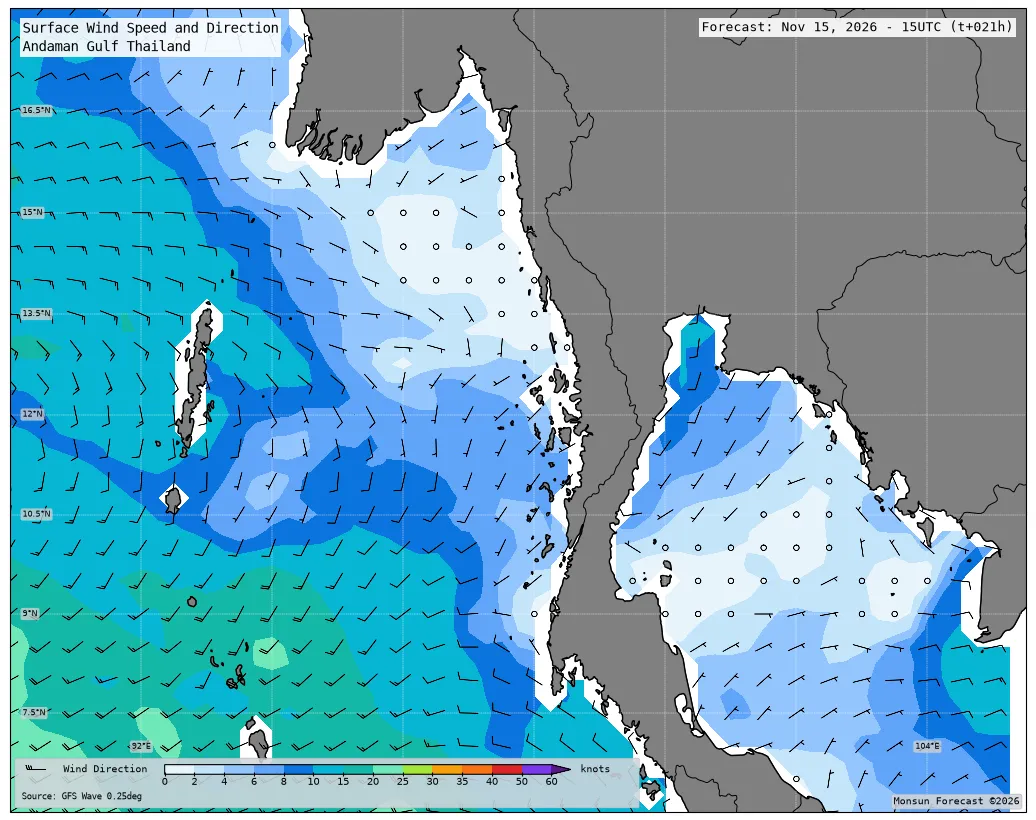 Surface Wind Speed and Direction
Andaman Gulf Thailand
Forecast: Nov 15, 2026 - 15UTC (t+021h)
16.5°N
15°N
13.5°N
12°N
10.5°N
9°N
7.5°N
92°E
104°E
Wind Direction
0 2 4 6 8 10 15 20 25 30 35 40 50 60 knots
Source: GFS Wave 0.25deg
Monsun Forecast ©2026